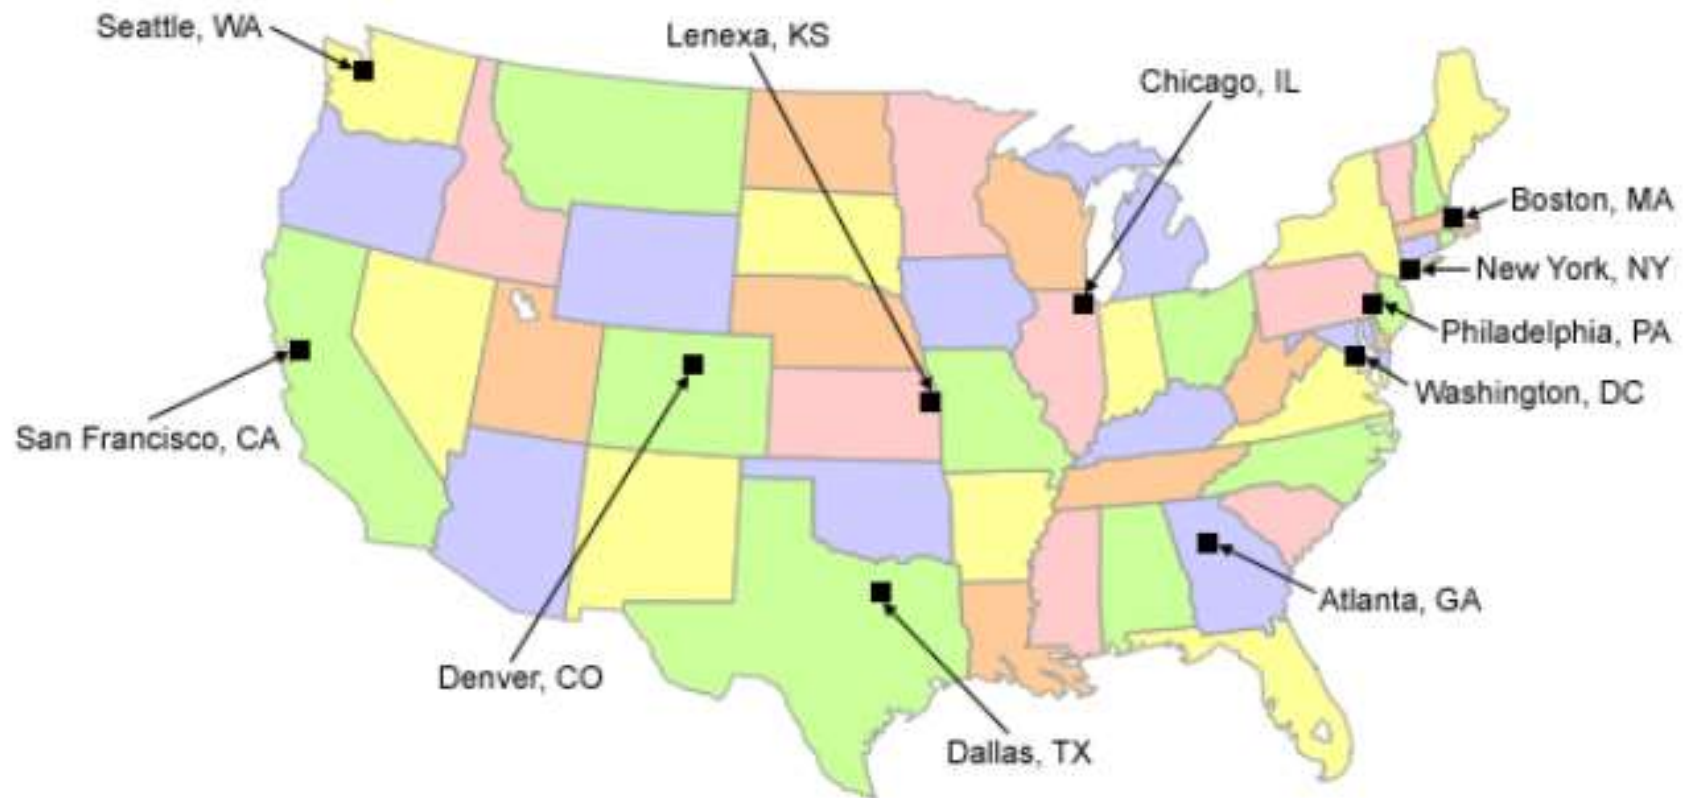 Seattle, WA
Lenexa, KS
Chicago, IL
Boston, MA
New York, NY
Philadelphia, PA
Washington, DC
San Francisco, CA
Atlanta, GA
Denver, CO
Dallas, TX